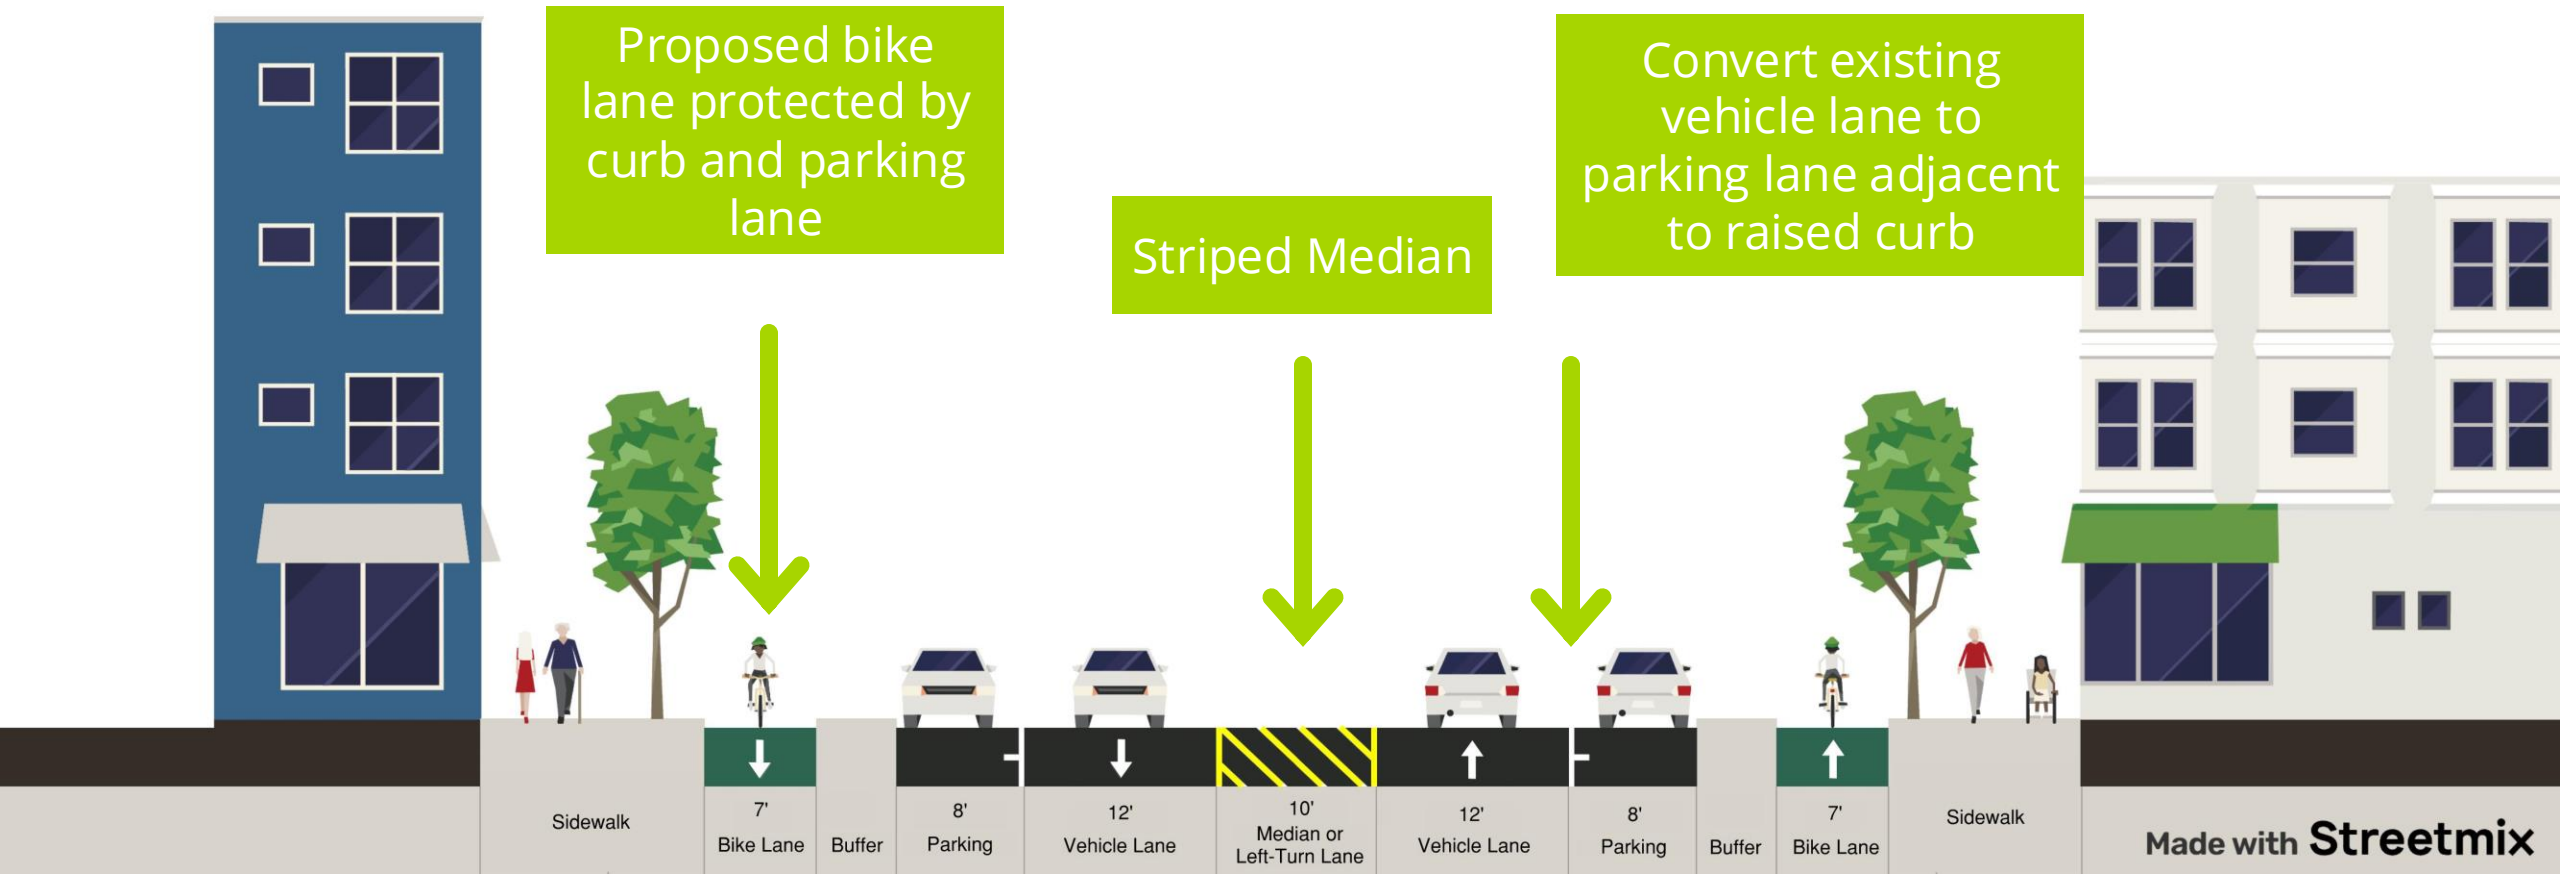 Proposed bike
lane protected by
curb and parking
lane
Striped Median
Convert existing
vehicle lane to
parking lane adjacent
to raised curb
Sidewalk
7'
Bike Lane
Buffer
8'
Parking
12'
Vehicle Lane
10'
Median or
Left-Turn Lane
12'
Vehicle Lane
8'
Parking
Buffer
7'
Bike Lane
Sidewalk
Made with Streetmix